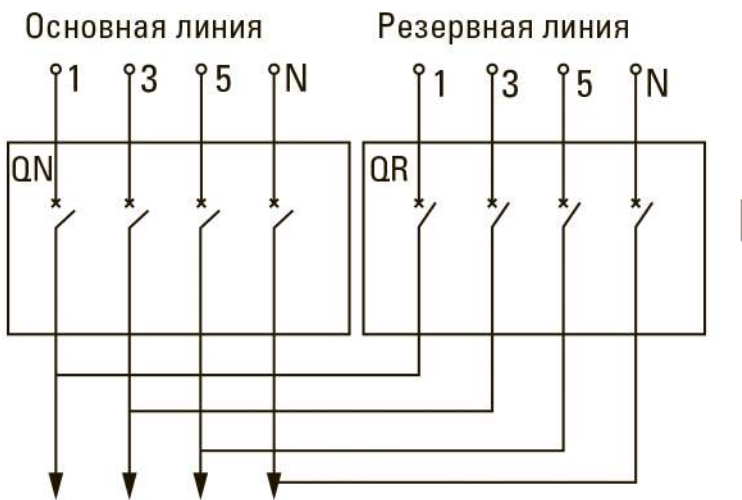 Основная линия Резервная линия
1 3 5 N 1 3 5 N
QN QR